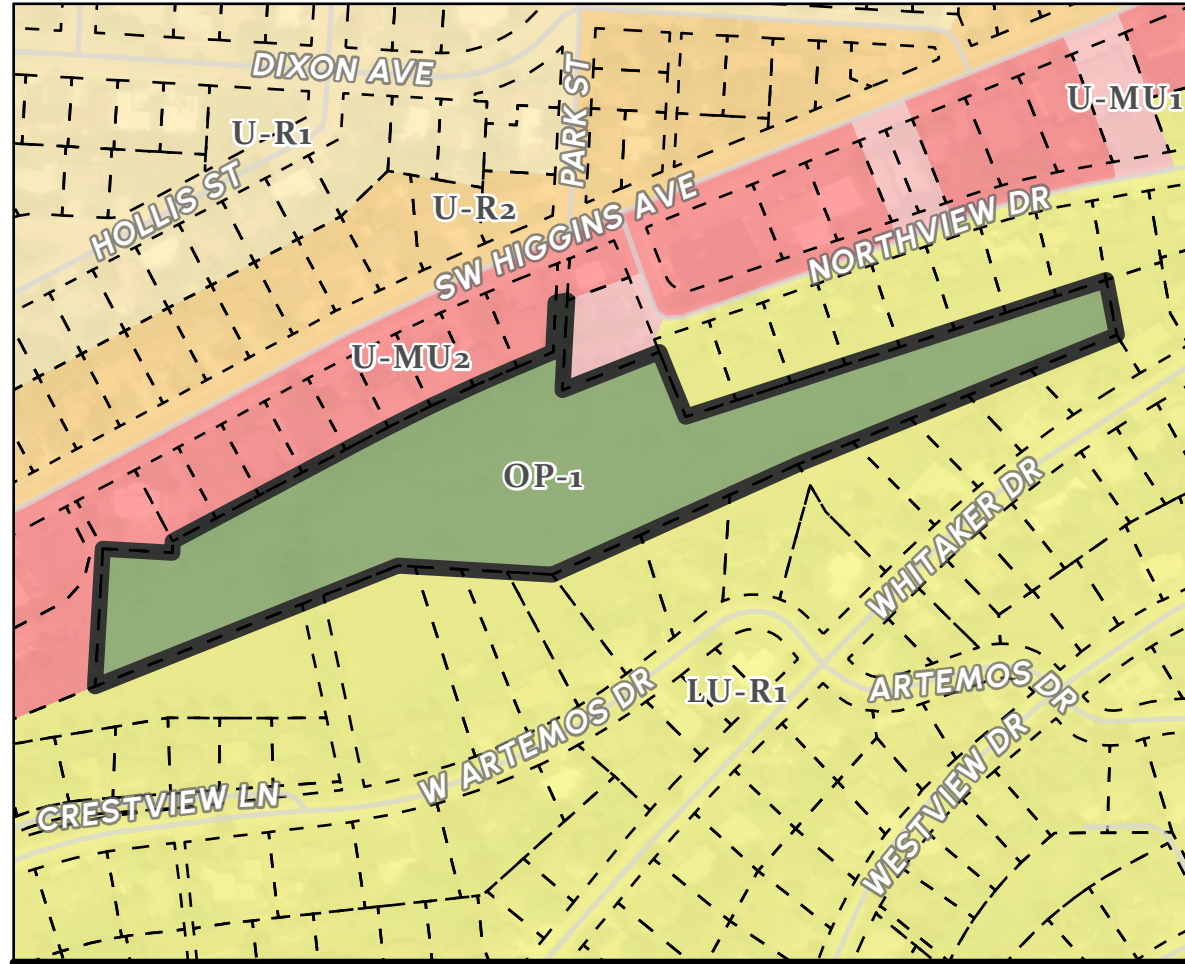 DIXON AVE
PARK ST
U-MU1
U-R1
HOLLIS ST
U-R2
SW HIGGINS AVE
NORTHVIEW DR
U-MU2
OP-1
WHITAKER DR
LU-R1
ARTEMOS DR
W ARTEMOS DR
WESTVIEW DR
CRESTVIEW LN